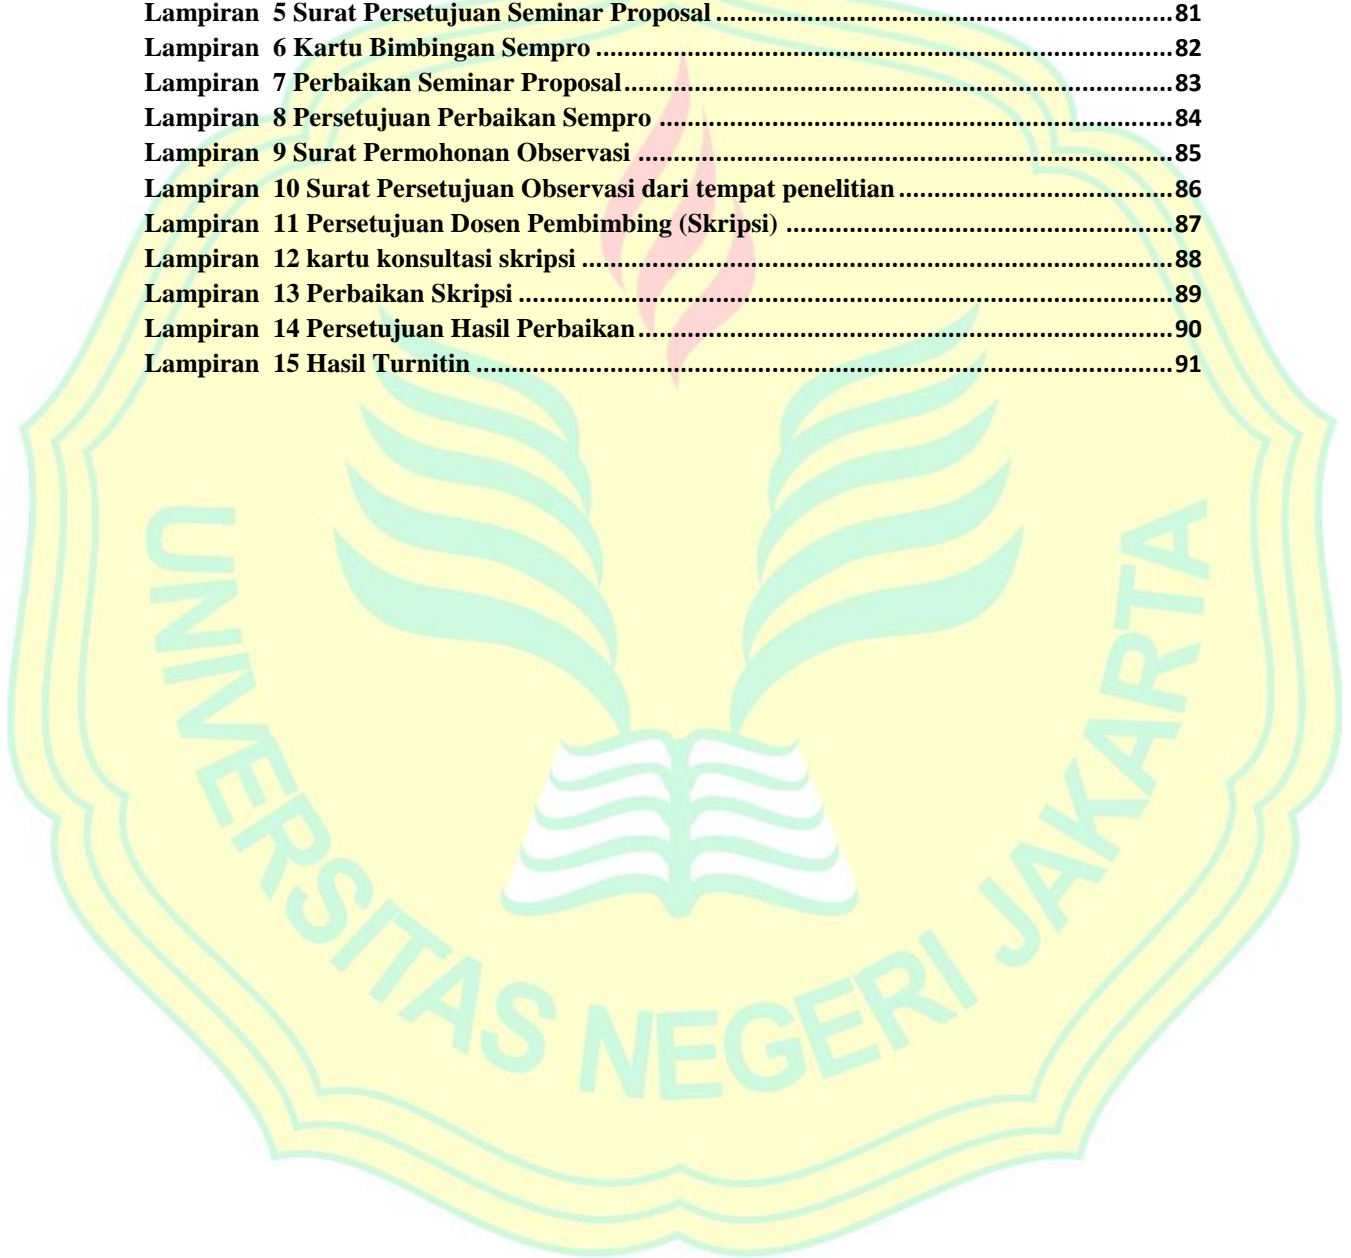 Lampiran  5 Surat Persetujuan Seminar Proposal ........................................................................ 81
Lampiran  6 Kartu Bimbingan Sempro ........................................................................................ 82
Lampiran  7 Perbaikan Seminar Proposal.................................................................................... 83
Lampiran  8 Persetujuan Perbaikan Sempro ................................................................................ 84
Lampiran  9 Surat Permohonan Observasi ................................................................................... 85
Lampiran  10 Surat Persetujuan Observasi dari tempat penelitian ............................................ 86
Lampiran  11 Persetujuan Dosen Pembimbing (Skripsi) ............................................................. 87
Lampiran  12 kartu konsultasi skripsi ........................................................................................... 88
Lampiran  13 Perbaikan Skripsi ..................................................................................................... 89
Lampiran  14 Persetujuan Hasil Perbaikan ................................................................................... 90
Lampiran  15 Hasil Turnitin ........................................................................................................... 91
UNIVERSITAS NEGERI JAKARTA